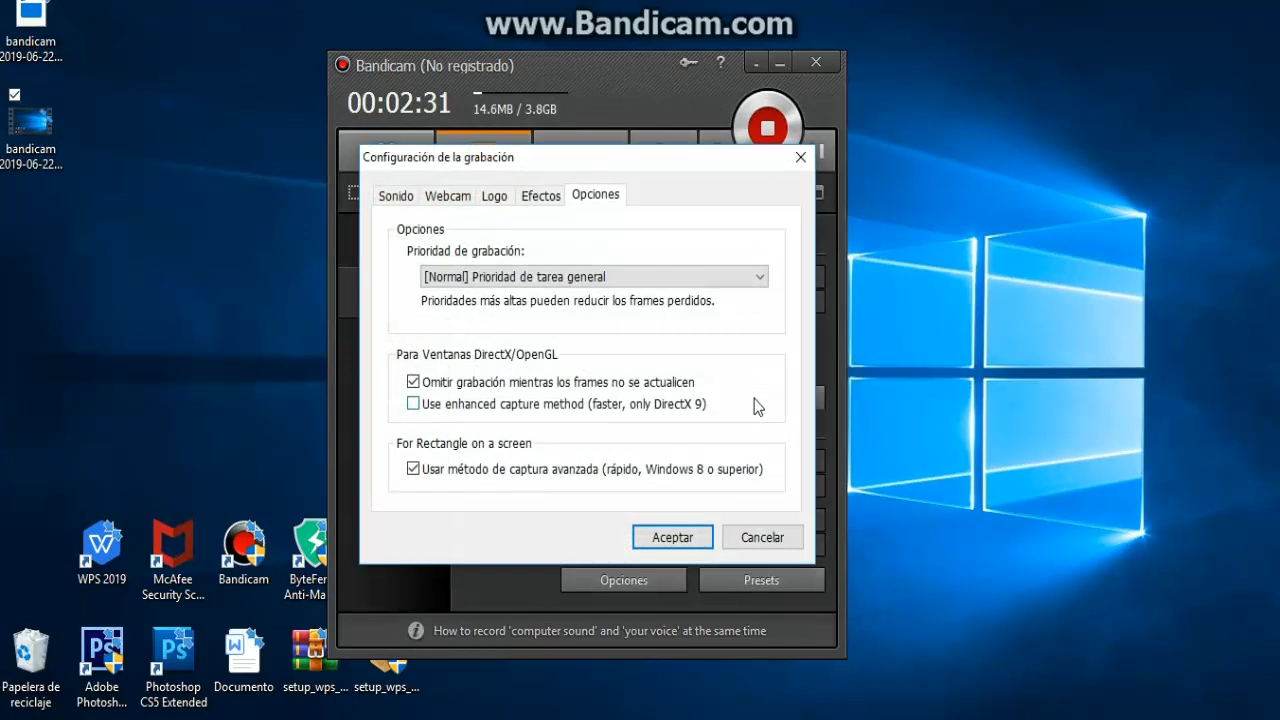 www.Bandicam.com
bandicam
2019-06-22...
bandicam
2019-06-22...
Bandicam (No registrado)
?
00:02:31
14.6MB / 3.8GB
Configuración de la grabación
Sonido
Webcam
Logo
Efectos
Opciones
Opciones
Prioridad de grabación:
[Normal] Prioridad de tarea general
Prioridades más altas pueden reducir los frames perdidos.
Para Ventanas DirectX/OpenGL
Omitir grabación mientras los frames no se actualicen
Use enhanced capture method (faster, only DirectX 9)
For Rectangle on a screen
Usar método de captura avanzada (rápido, Windows 8 o superior)
Aceptar
Cancelar
Opciones
Presets
How to record 'computer sound' and 'your voice' at the same time
WPS 2019
McAfee
Security Sc...
Bandicam
ByteFer
Anti-Ma
Papelera de
reciclaje
Adobe
Photosh...
Photoshop
CS5 Extended
Documento
setup_wps_...
setup_wps_...